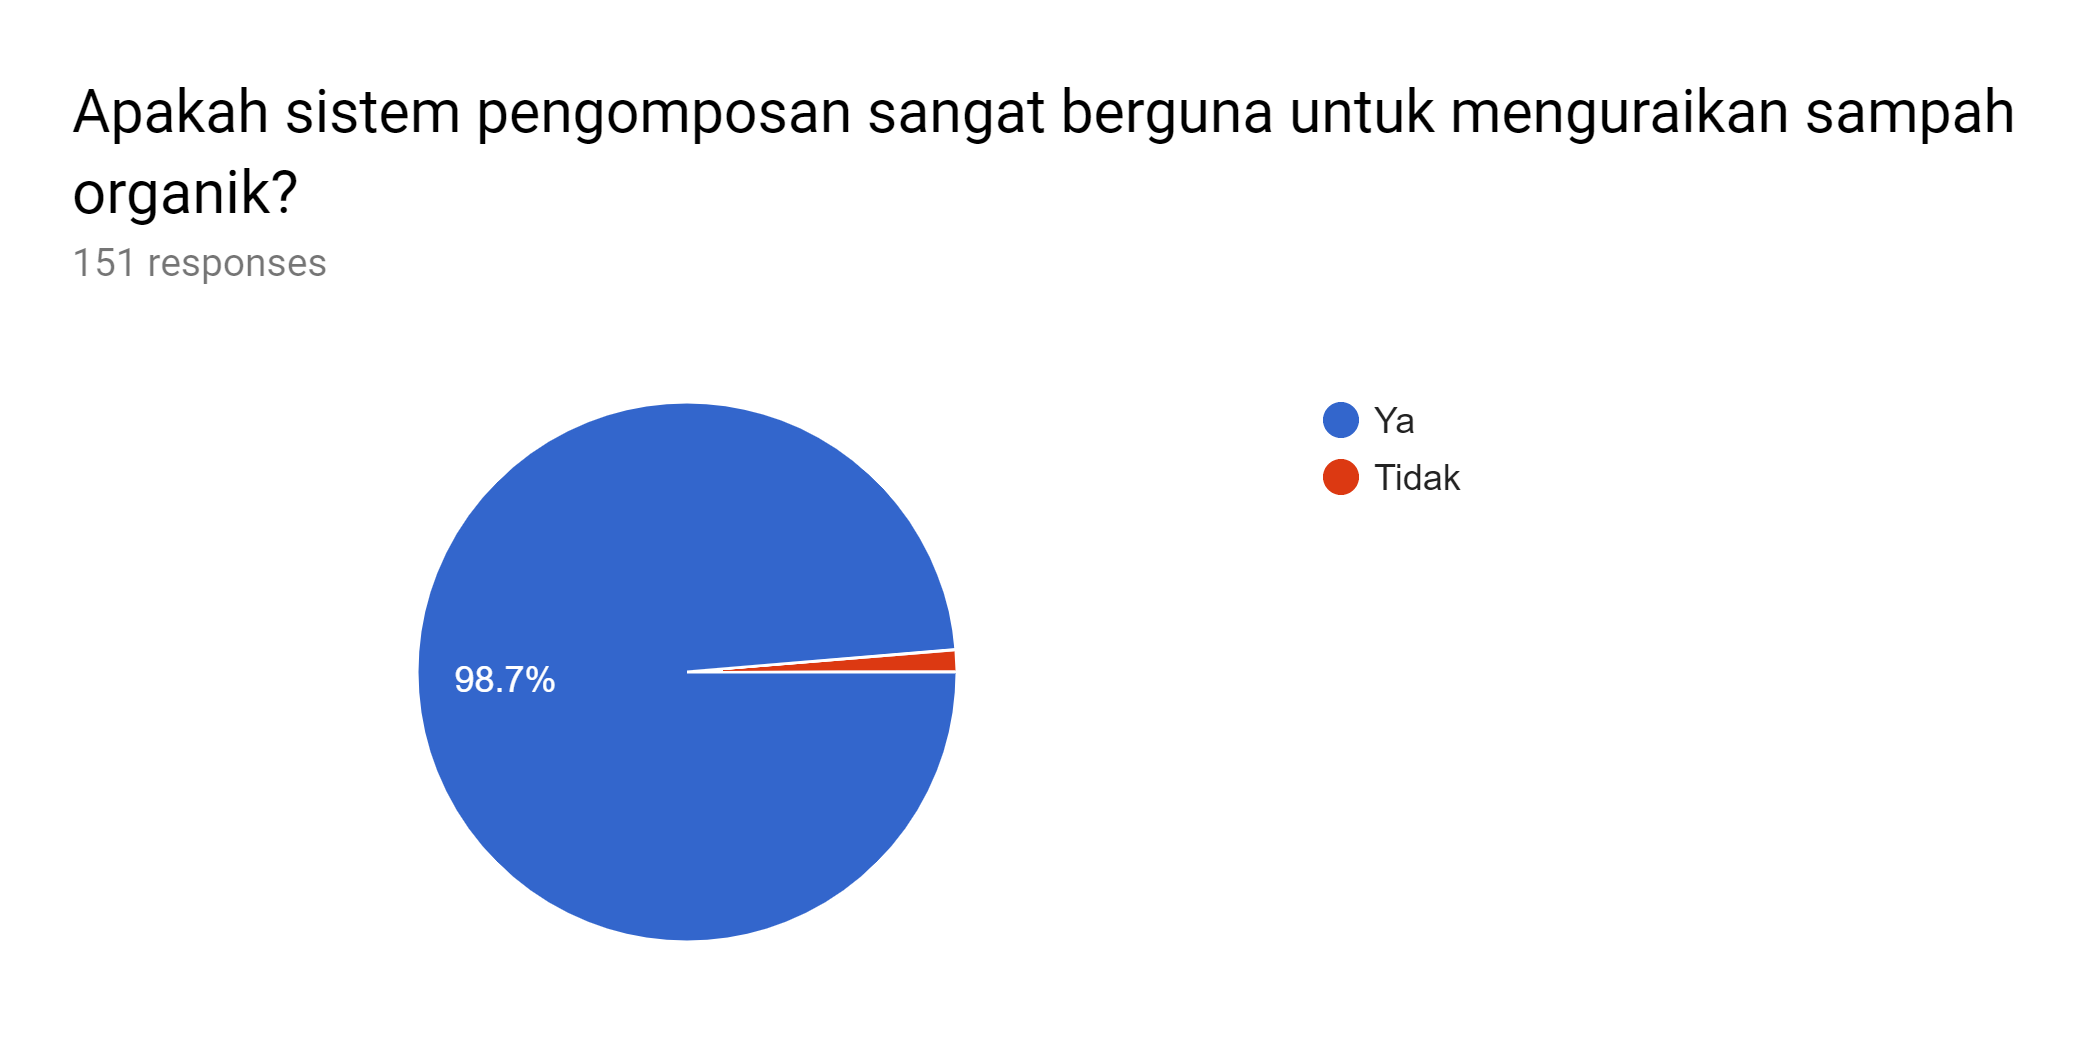 Apakah sistem pengomposan sangat berguna untuk menguraikan sampah
organik?
151 responses
Ya
Tidak
98.7%